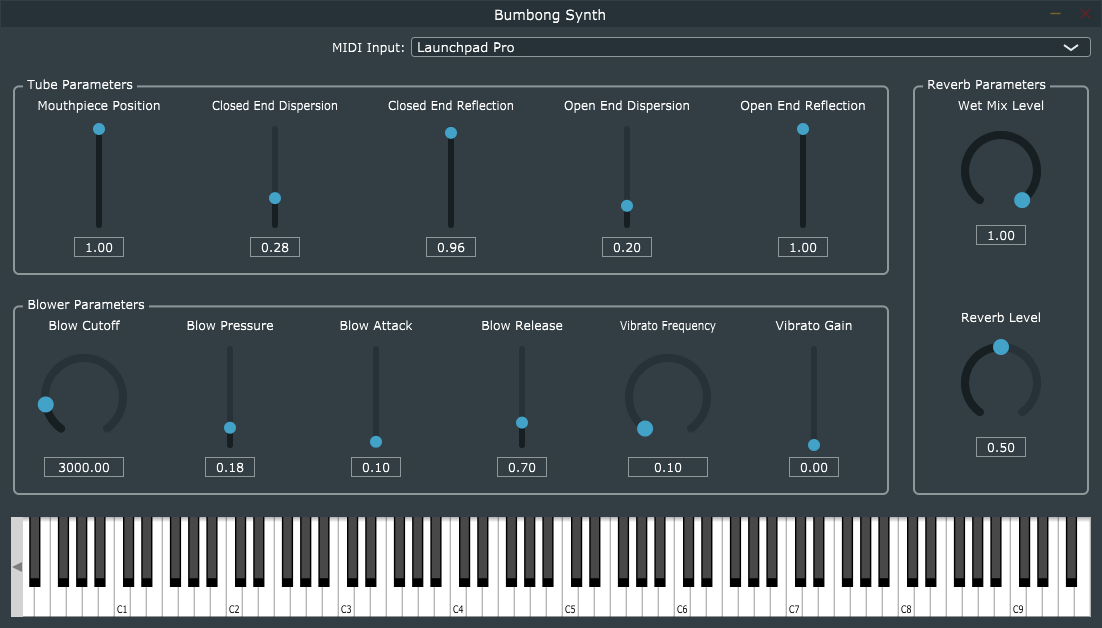 Bumbong Synth
MIDI Input: Launchpad Pro
Tube Parameters
Mouthpiece Position Closed End Dispersion Closed End Reflection Open End Dispersion Open End Reflection
1.00 0.28 0.96 0.20 1.00
Blower Parameters
Blow Cutoff Blow Pressure Blow Attack Blow Release Vibrato Frequency Vibrato Gain
3000.00 0.18 0.10 0.70 0.10 0.00
Reverb Parameters
Wet Mix Level
1.00
Reverb Level
0.50
C1 C2 C3 C4 C5 C6 C7 C8 C9